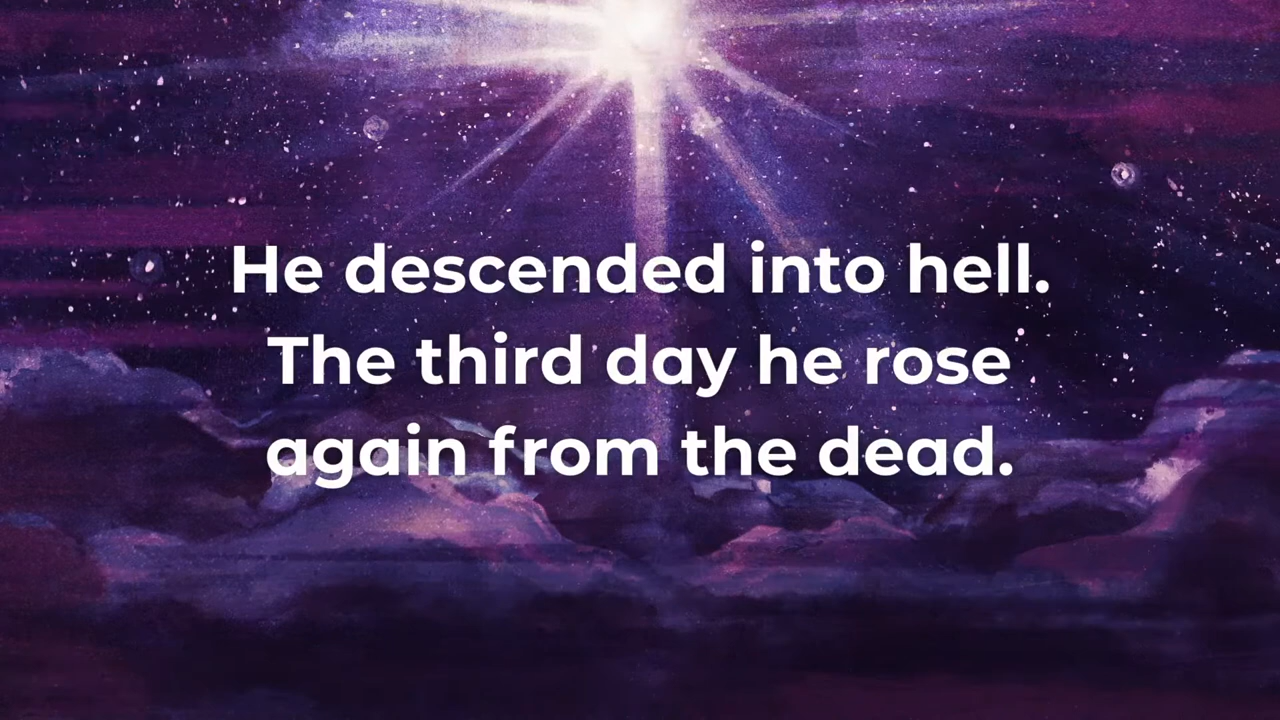 He descended into hell.
The third day he rose
again from the dead.